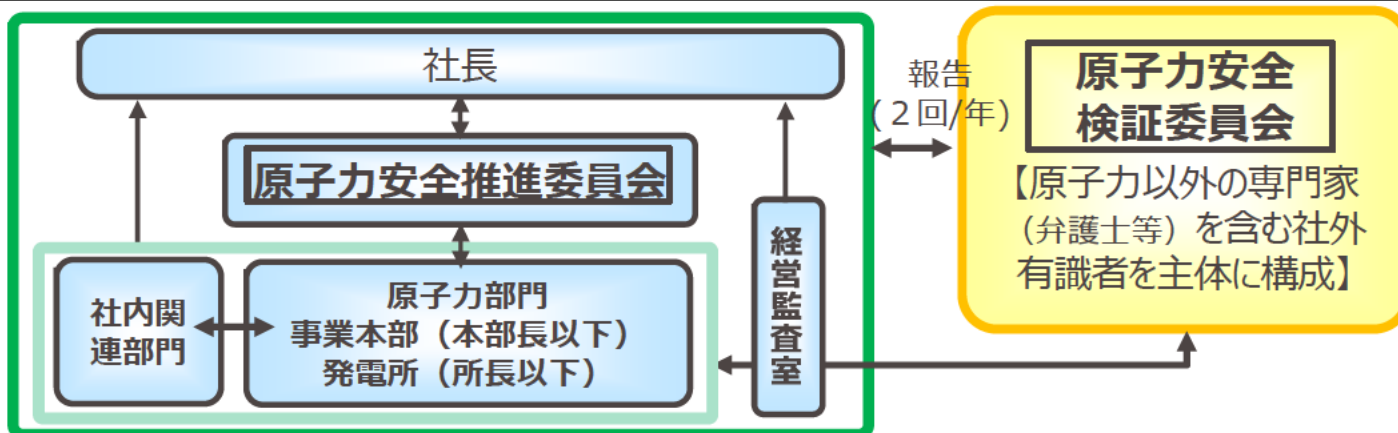 社長
報告
(２回/年)
原子力安全
検証委員会
【原子力以外の専門家
（弁護士等）を含む社外
有識者を主体に構成】
原子力安全推進委員会
経営監査室
社内関
連部門
原子力部門
事業本部（本部長以下）
発電所（所長以下）